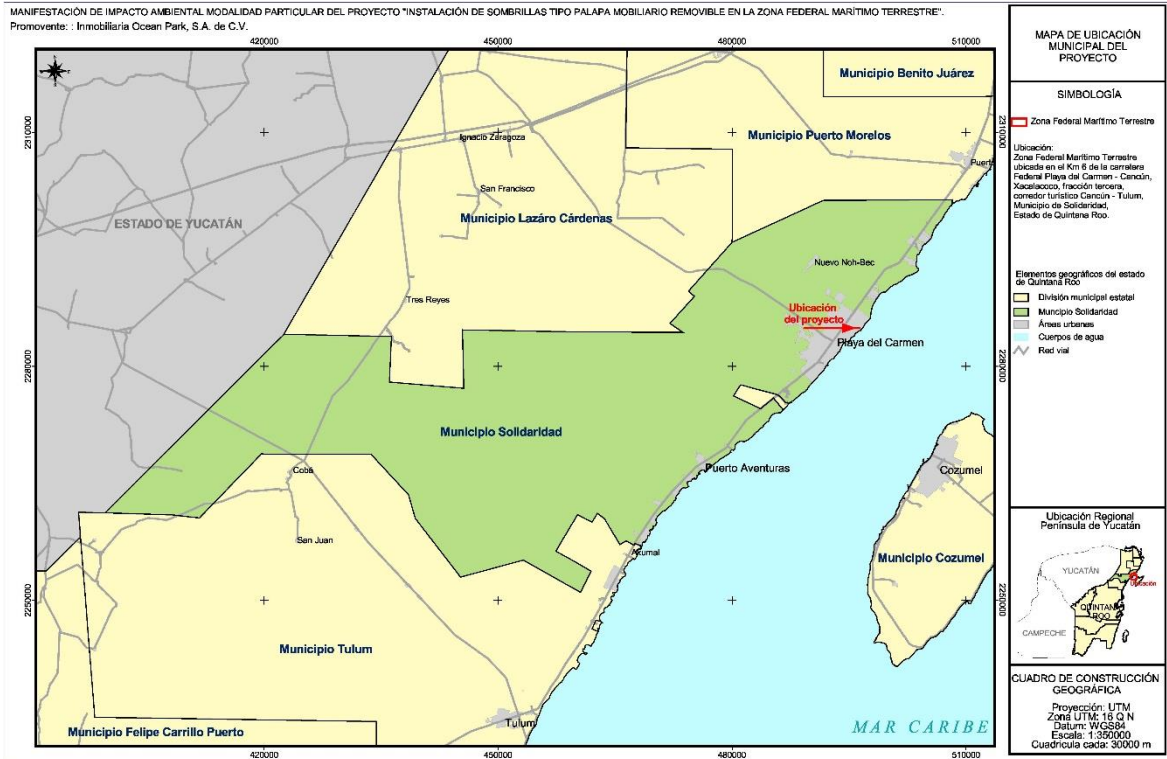 MANIFESTACIÓN DE IMPACTO AMBIENTAL MODALIDAD PARTICULAR DEL PROYECTO "INSTALACIÓN DE SOMBRILLAS TIPO PALAPA MOBILIARIO REMOVIBLE EN LA ZONA FEDERAL MARÍTIMO TERRESTRE".
Promovente: : Inmobiliaria Ocean Park, S.A. de C.V.
420000
450000
480000
510000
Municipio Benito Juárez
2310000
Ignacio Zaragoza
Municipio Puerto Morelos
2310000
Puert
San Francisco
Municipio Lazáro Cárdenas
ESTADO DE YUCATÁN
Nuevo Noh-Bec
Tres Reyes
Ubicación
del proyecto
Playa del Carmen
2280000
2280000
Municipio Solidaridad
Puerto Aventuras
Cobá
Cozumel
San Juan
Akumal
Municipio Cozumel
2250000
2250000
Municipio Tulum
Tulum
Municipio Felipe Carrillo Puerto
MAR CARIBE
420000
450000
480000
510000
MAPA DE UBICACIÓN
MUNICIPAL DEL
PROYECTO
SIMBOLOGÍA
Zona Federal Marítimo Terrestre
Ubicación:
Zona Federal Marítimo Terrestre
ubicada en el Km 6 de la carretera
Federal Playa del Carmen - Cancún,
Xacalacoco, fracción tercera,
corredor turístico Cancún - Tulum,
Municipio de Solidaridad,
Estado de Quintana Roo.
Elementos geográficos del estado
de Quintana Roo
División municipal estatal
Muncipio Solidaridad
Áreas urbanas
Cuerpos de agua
Red vial
Ubicación Regional
Península de Yucatán
YUCATÁN
Ubicación
QUINTANA
ROO
CAMPECHE
CUADRO DE CONSTRUCCIÓN
GEOGRÁFICA
Proyección: UTM
Zona UTM: 16 Q N
Datum: WGS84
Escala: 1:350000
Cuadrícula cada: 30000 m